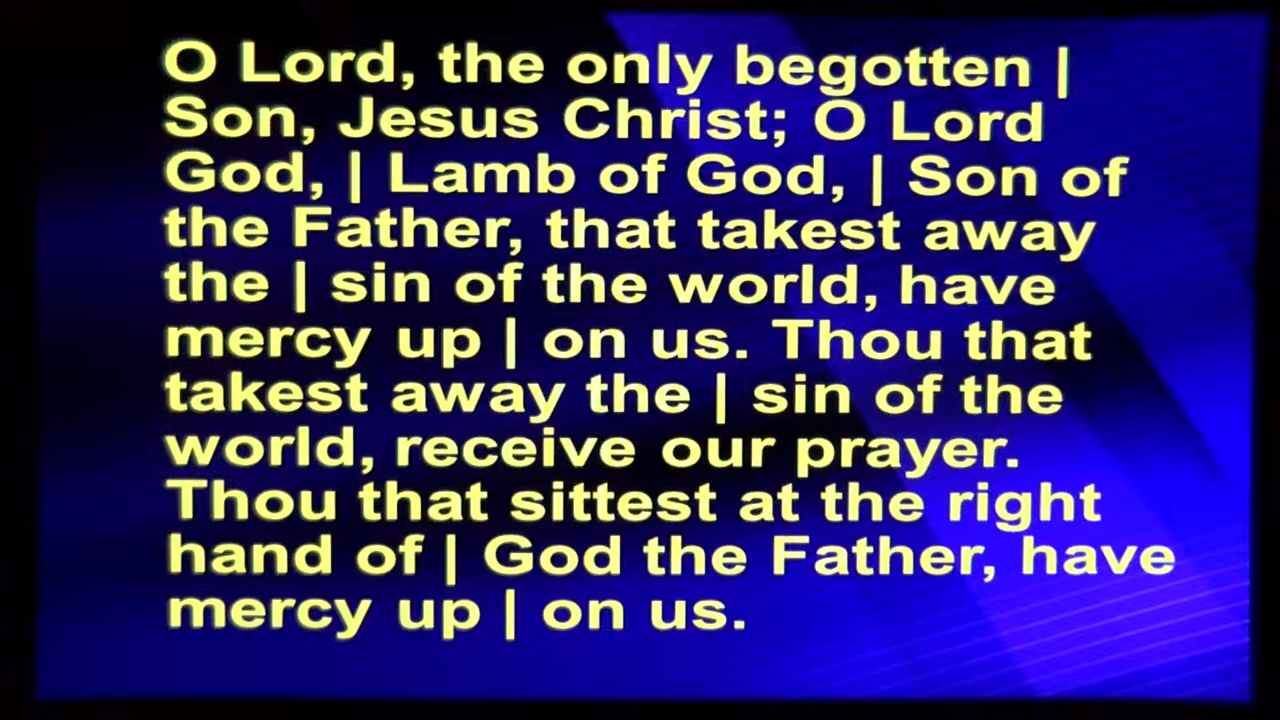 O Lord, the only begotten |
Son, Jesus Christ; O Lord
God, | Lamb of God, | Son of
the Father, that takest away
the | sin of the world, have
mercy up | on us. Thou that
takest away the | sin of the
world, receive our prayer.
Thou that sittest at the right
hand of | God the Father, have
mercy up | on us.